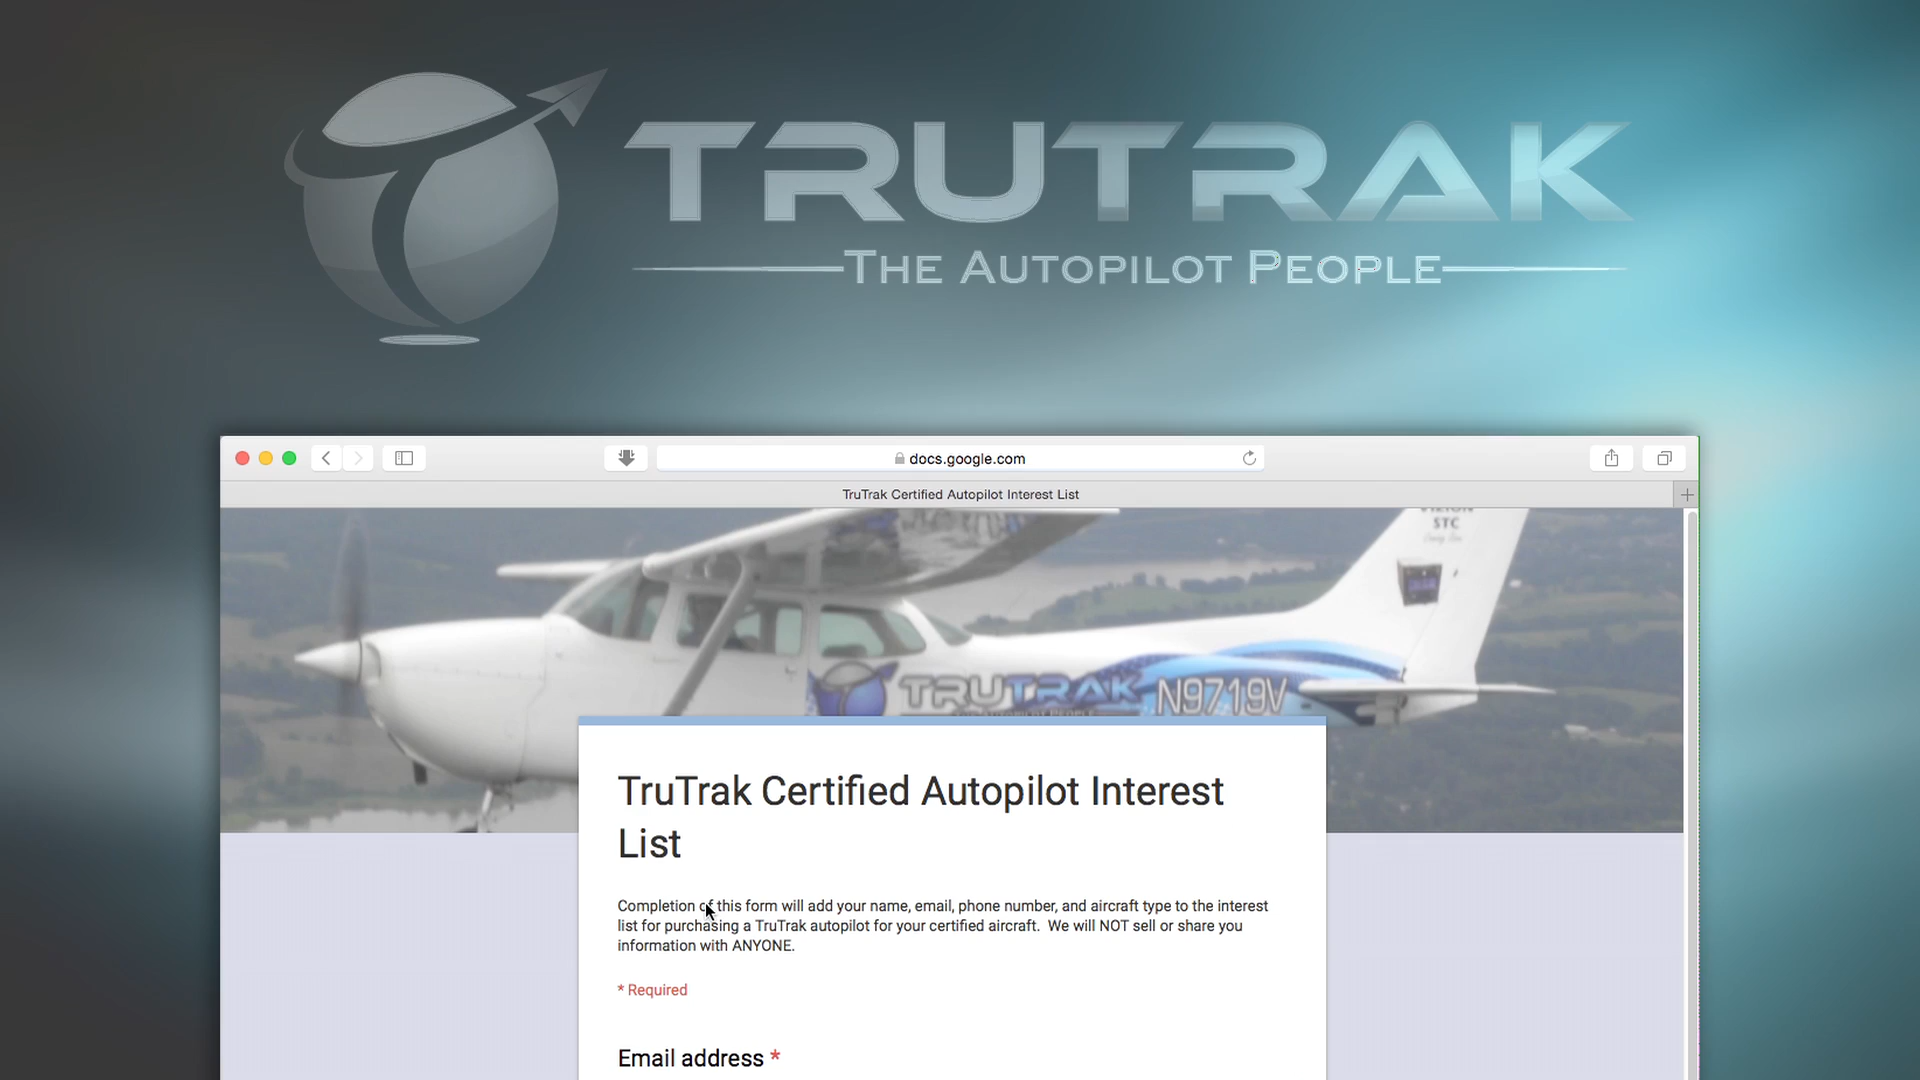 TRUTRAK
THE AUTOPILOT PEOPLE
docs.google.com
TruTrak Certified Autopilot Interest List
STC
TRUTRAK N9719V
THE AUTOPILOT PEOPLE
TruTrak Certified Autopilot Interest
List
Completion of this form will add your name, email, phone number, and aircraft type to the interest
list for purchasing a TruTrak autopilot for your certified aircraft. We will NOT sell or share you
information with ANYONE.
* Required
Email address *